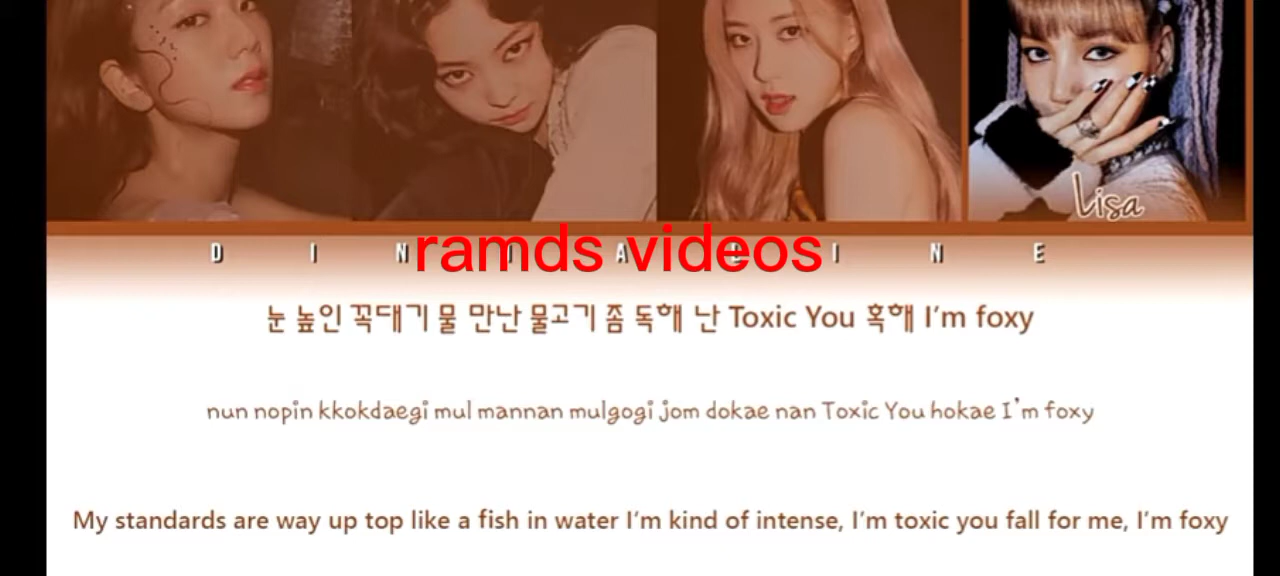 Lisa
ramds videos
눈 높인 꼭대기 물 만난 물고기 좀 독해 난 Toxic You 혹해 I'm foxy
nun nopin kkokdaegi mul mannan mulgogi jom dokae nan Toxic You hokae I'm foxy
My standards are way up top like a fish in water I'm kind of intense, I'm toxic you fall for me, I'm foxy